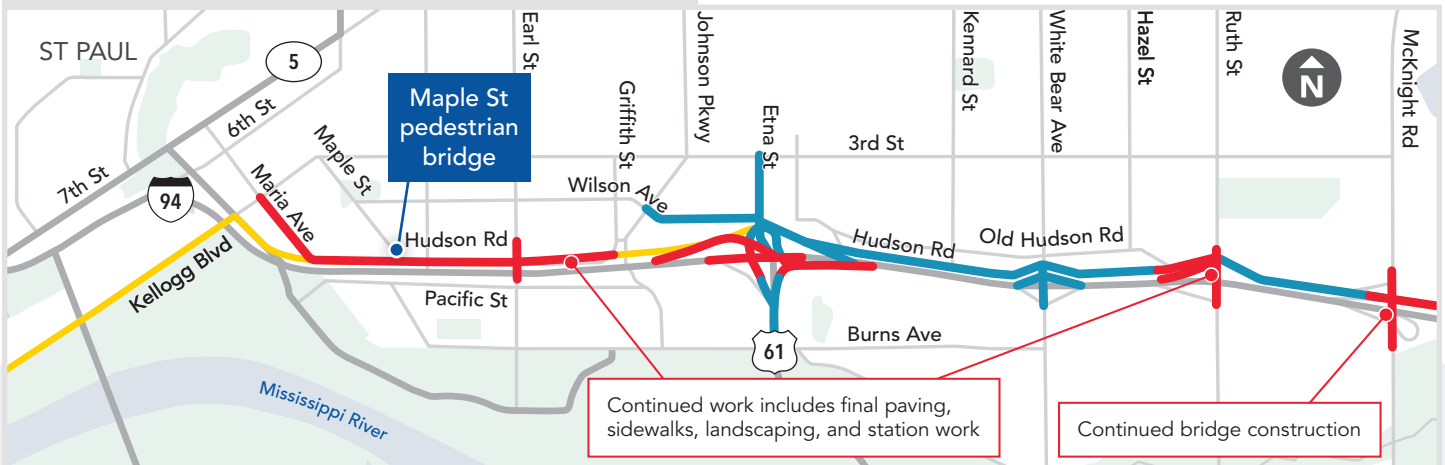 ST PAUL
5
7th St
6th St
94
Maria Ave
Maple St
Maple St
pedestrian
bridge
Earl St
Griffith St
Johnson Pkwy
Etna St
Kennard St
White Bear Ave
Hazel St
Ruth St
N
McKnight Rd
3rd St
Wilson Ave
Hudson Rd
Hudson Rd
Old Hudson Rd
Kellogg Blvd
Pacific St
Burns Ave
61
Mississippi River
Continued work includes final paving,
sidewalks, landscaping, and station work
Continued bridge construction